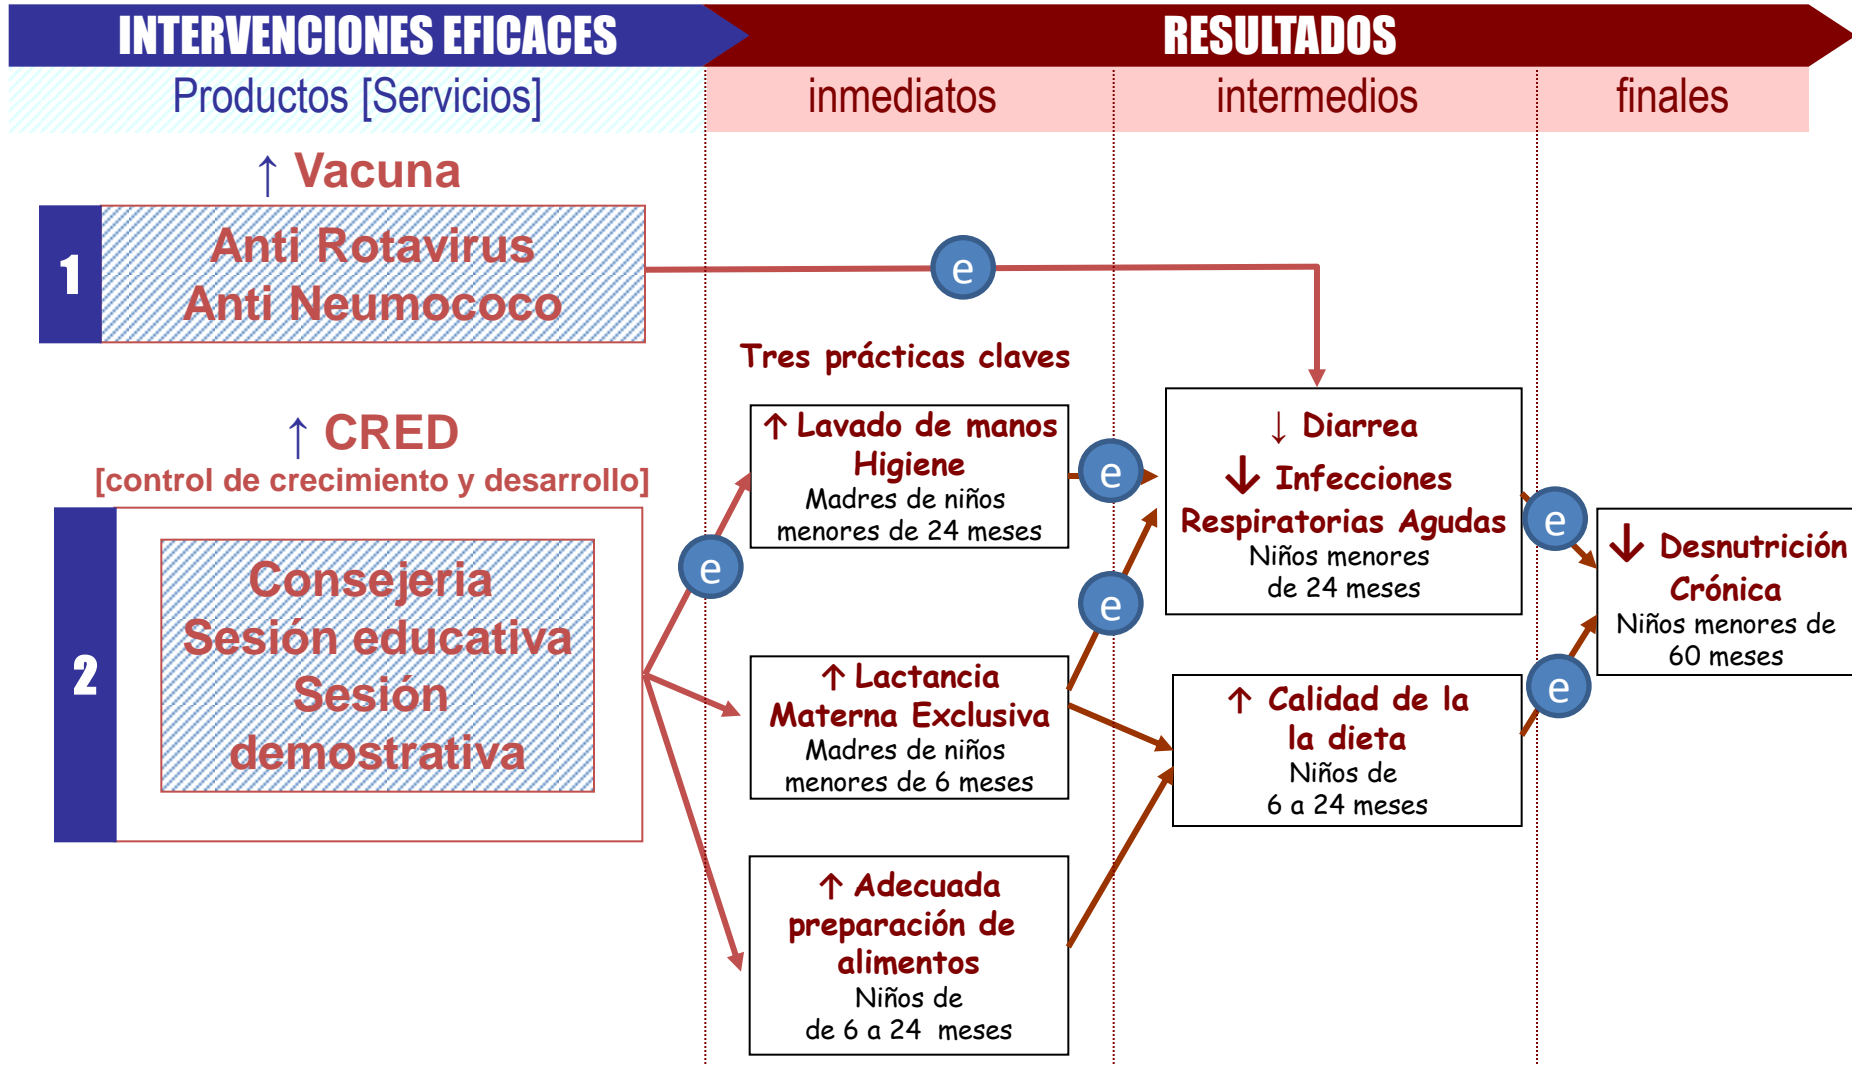 INTERVENCIONES EFICACES
RESULTADOS
Productos [Servicios]
inmediatos
intermedios
finales
↑ Vacuna
1
Anti Rotavirus
Anti Neumococo
e
Tres prácticas claves
↑ CRED
[control de crecimiento y desarrollo]
2
Consejeria
Sesión educativa
Sesión
demostrativa
e
↑ Lavado de manos
Higiene
Madres de niños
menores de 24 meses
e
↑ Lactancia
Materna Exclusiva
Madres de niños
menores de 6 meses
e
↑ Adecuada
preparación de
alimentos
Niños de
de 6 a 24 meses
↓ Diarrea
↓ Infecciones
Respiratorias Agudas
Niños menores
de 24 meses
e
↑ Calidad de la
la dieta
Niños de
6 a 24 meses
e
↓ Desnutrición
Crónica
Niños menores de
60 meses